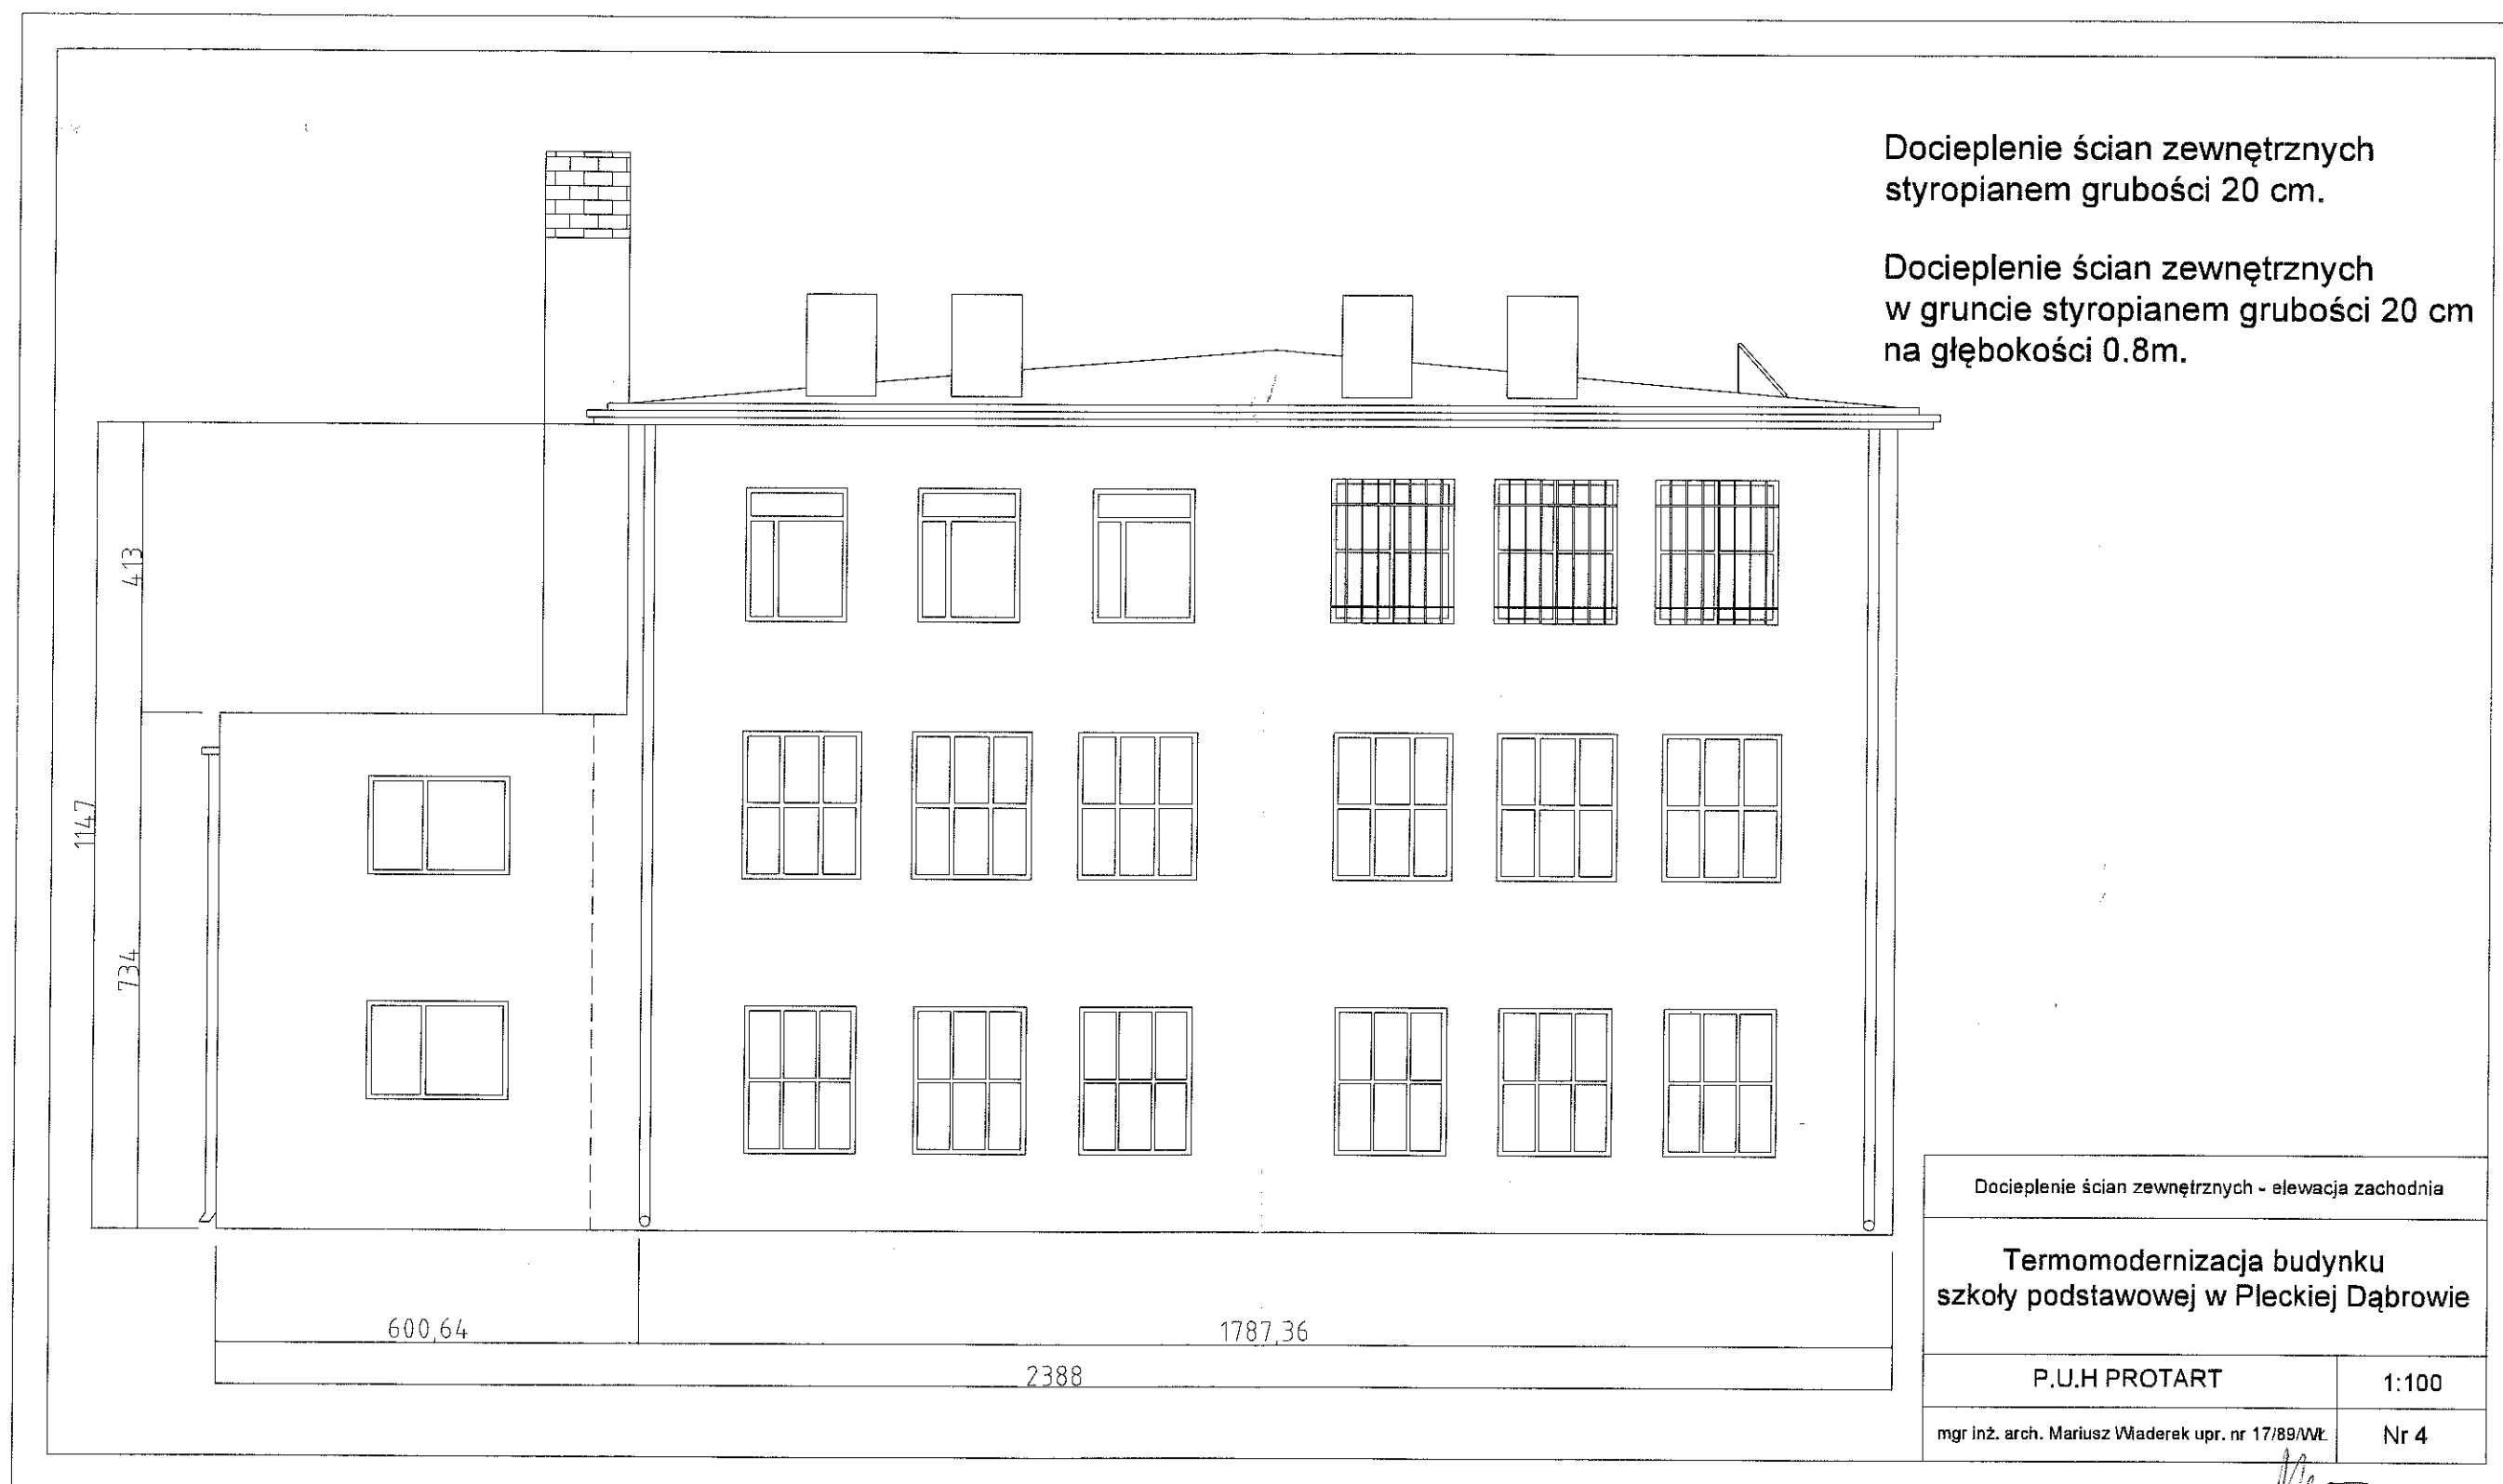 Docieplenie ścian zewnętrznych
styropianem grubości 20 cm.
Docieplenie ścian zewnętrznych
w gruncie styropianem grubości 20 cm
na głębokości 0.8m.
413
1147
734
600,64
1787,36
2388
Docieplenie ścian zewnętrznych - elewacja zachodnia
Termomodernizacja budynku
szkoły podstawowej w Pleckiej Dąbrowie
P.U.H PROTART
1:100
mgr inż. arch. Mariusz Wiaderek upr. nr 17/89/WŁ
Nr 4